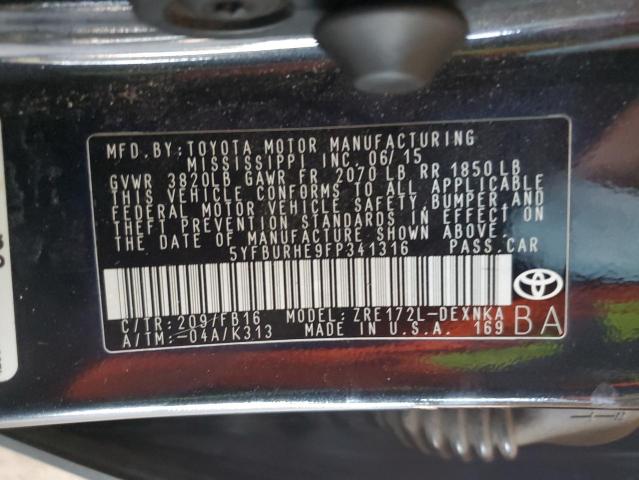 MFD.BY:TOYOTA MOTOR MANUFACTURING
MISSISSIPPI INC.06/15
GVWR 3820LB GAWR FR 2070 LB RR 1850 LB
THIS VEHICLE CONFORMS TO ALL APPLICABLE
FEDERAL MOTOR VEHICLE SAFETY,BUMPER,AND
THEFT PREVENTION STANDARDS IN EFFECT ON
THE DATE OF MANUFACTURE SHOWN ABOVE.
5YFBURHE9FP341316 PASS.CAR
C/TR:209/FB16 MODEL:ZRE172L-DEXNKA
A/TM:-04A/K313 MADE IN U.S.A. 169
BA